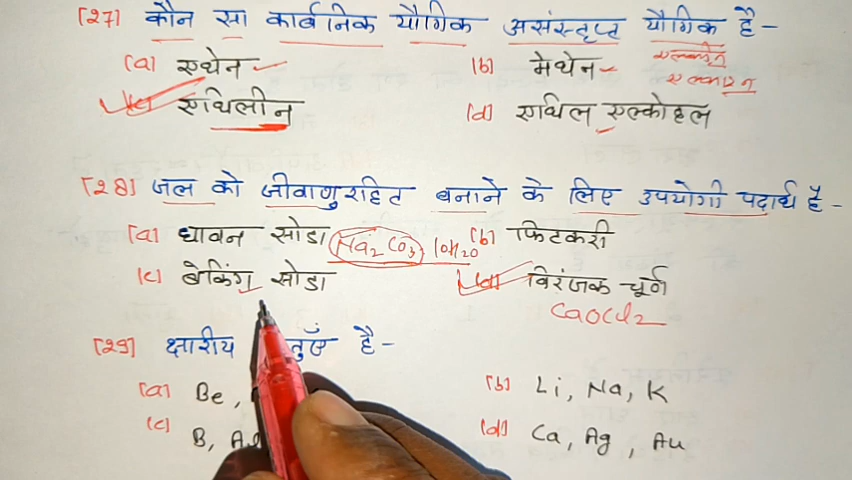 [27] कौन सा कार्बनिक यौगिक असंस्तृप्त यौगिक है -
(a) एथेन (b) मेथेन
(c) एथिलीन (d) एथिल एल्कोहल
[28] जल को जीवाणुरहित बनाने के लिए उपयोगी पदार्थ है -
(a) धावन सोडा Na2CO3 10H2O (b) फिटकरी
(c) बेकिंग सोडा (d) विरंजक चूर्ण
CaOCl2
[29] क्षारीय है -
(a) Be, (b) Li, Na, K
(c) B, (d) Ca, Ag, Au